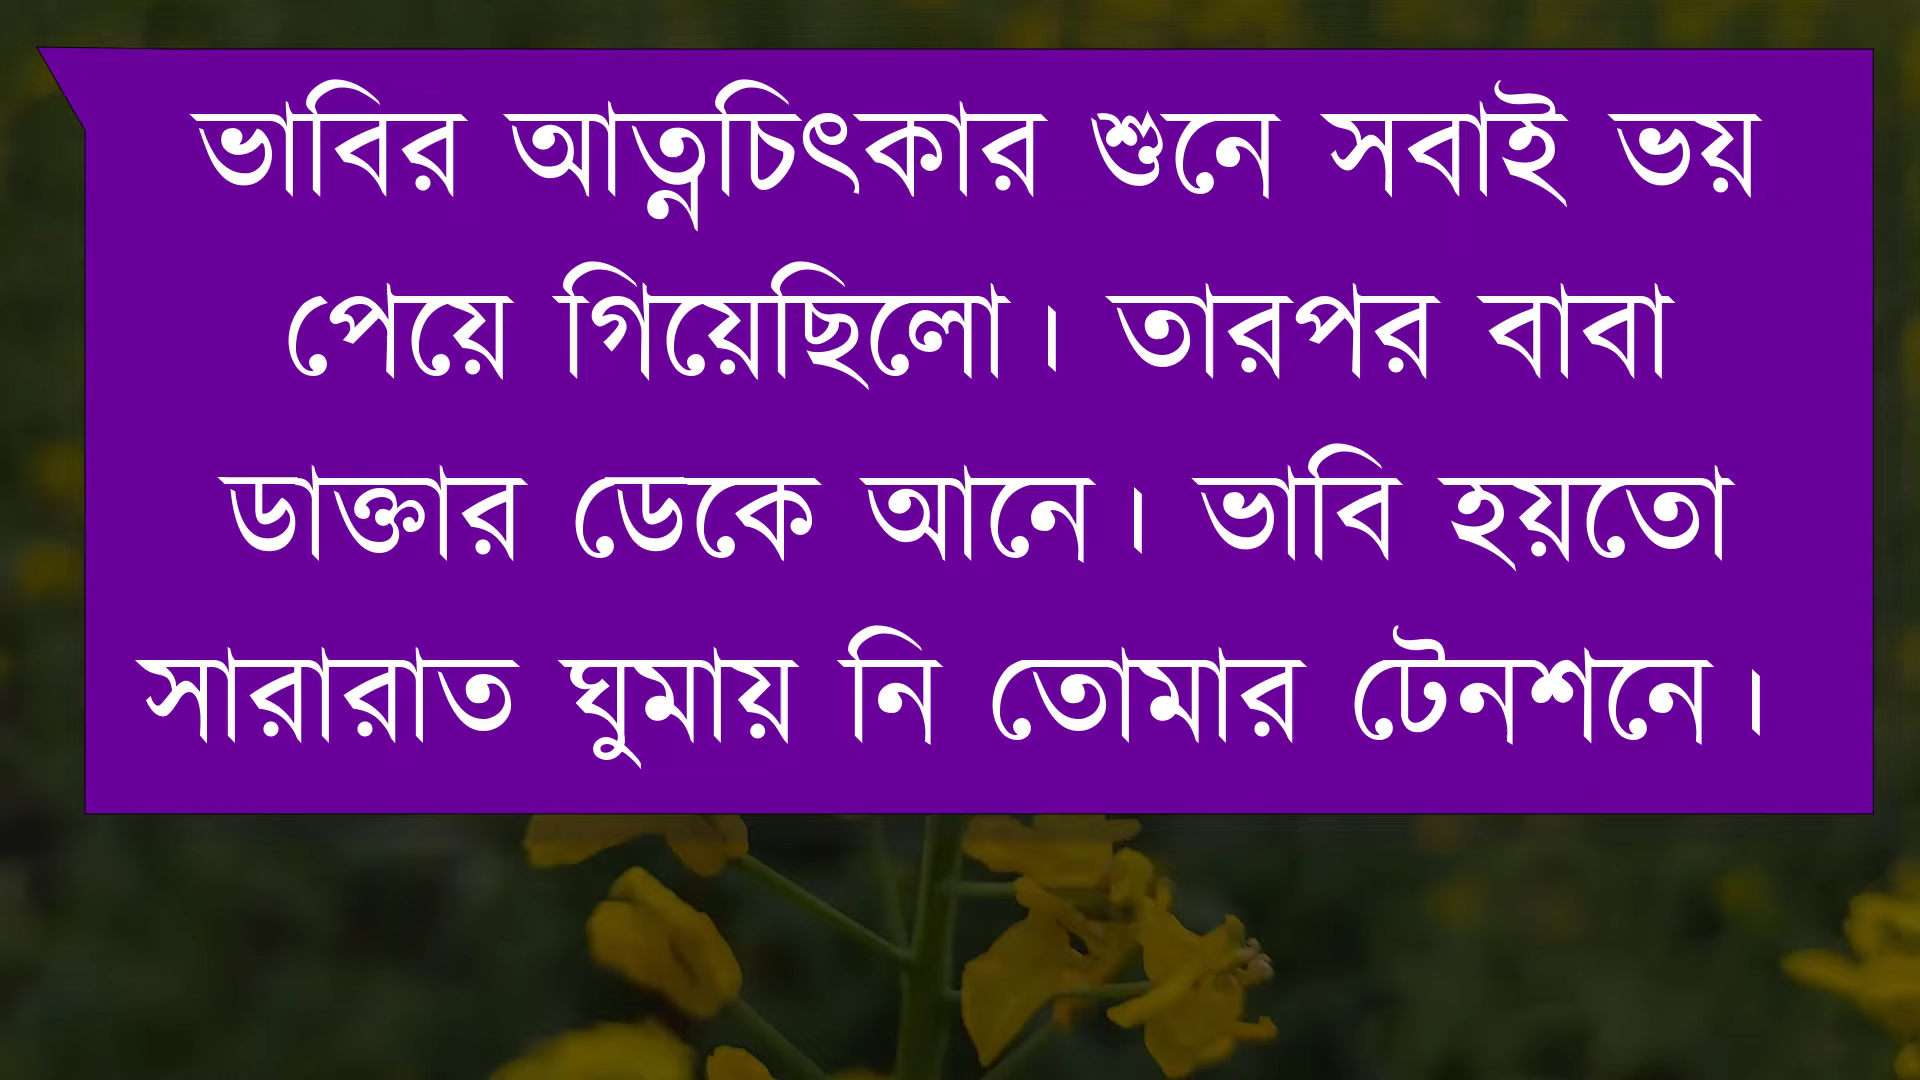 ভাবির আত্নচিৎকার শুনে সবাই ভয়
পেয়ে গিয়েছিলো। তারপর বাবা
ডাক্তার ডেকে আনে। ভাবি হয়তো
সারারাত ঘুমায় নি তোমার টেনশনে।